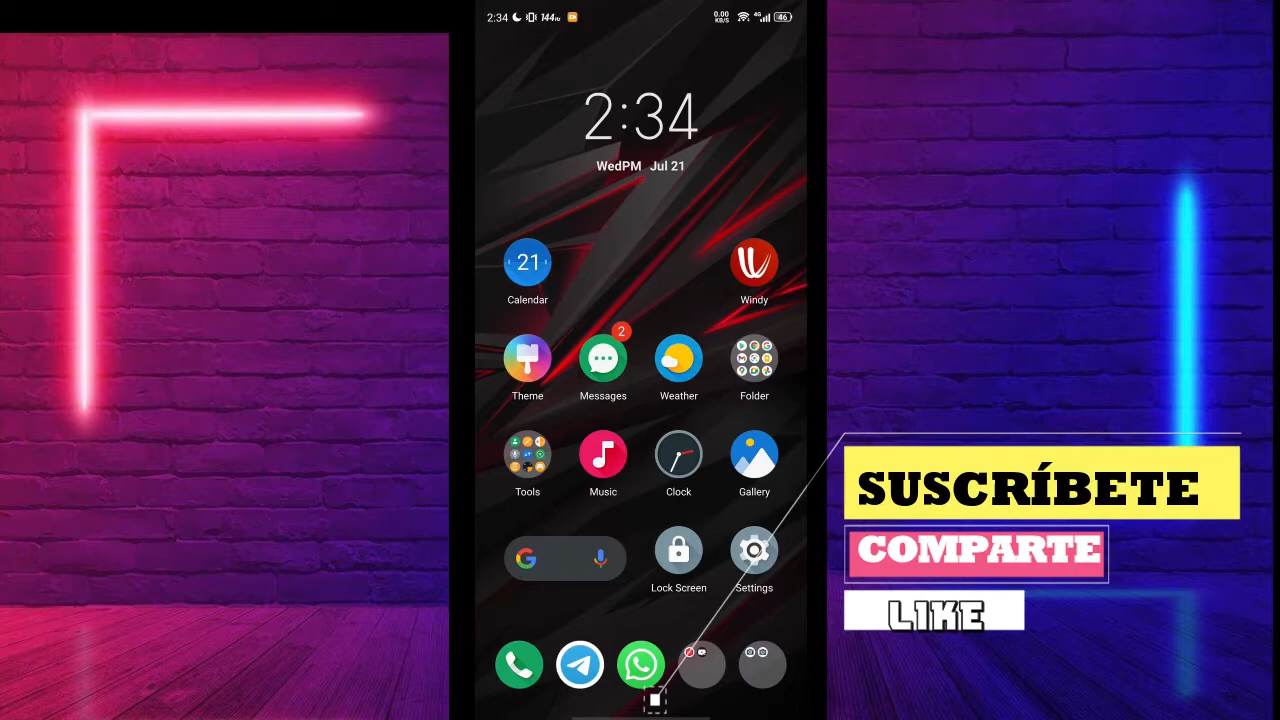 2:34
144Hz
0.00
KB/S
4G
46
2:34
WedPM Jul 21
21
Calendar
Windy
2
Theme
Messages
Weather
Folder
Tools
Music
Clock
Gallery
Lock Screen
Settings
SUSCRÍBETE
COMPARTE
LIKE